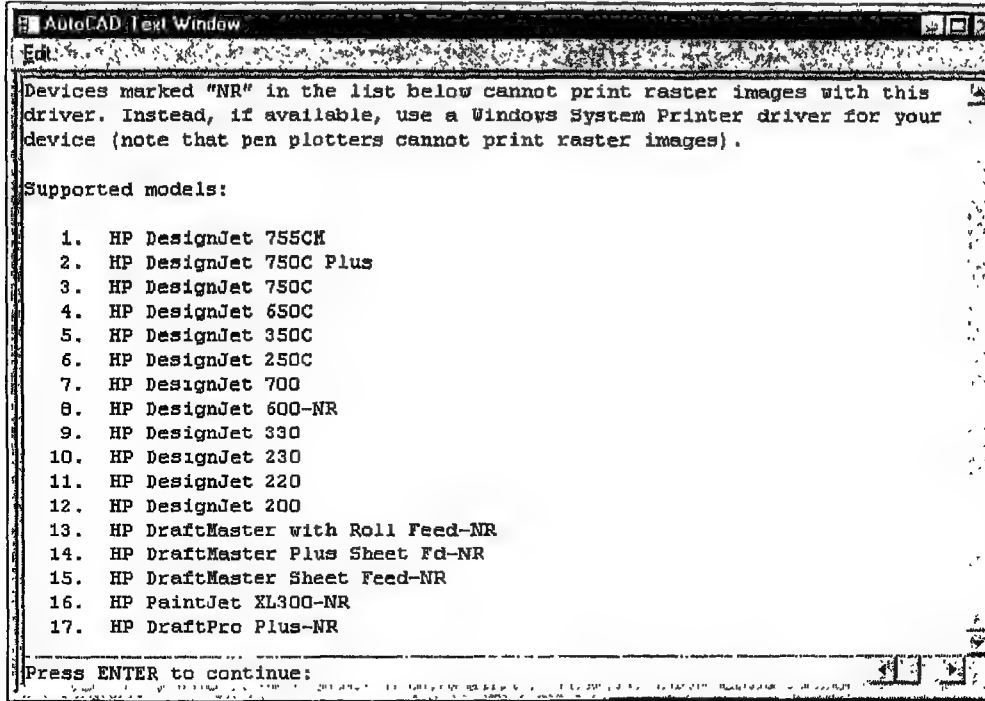 AutoCAD Text Window
Edit
Devices marked "NR" in the list below cannot print raster images with this
driver. Instead, if available, use a Windows System Printer driver for your
device (note that pen plotters cannot print raster images).
Supported models:
1. HP DesignJet 755CM
2. HP DesignJet 750C Plus
3. HP DesignJet 750C
4. HP DesignJet 650C
5. HP DesignJet 350C
6. HP DesignJet 250C
7. HP DesignJet 700
8. HP DesignJet 600-NR
9. HP DesignJet 330
10. HP DesignJet 230
11. HP DesignJet 220
12. HP DesignJet 200
13. HP DraftMaster with Roll Feed-NR
14. HP DraftMaster Plus Sheet Fd-NR
15. HP DraftMaster Sheet Feed-NR
16. HP PaintJet XL300-NR
17. HP DraftPro Plus-NR
Press ENTER to continue: